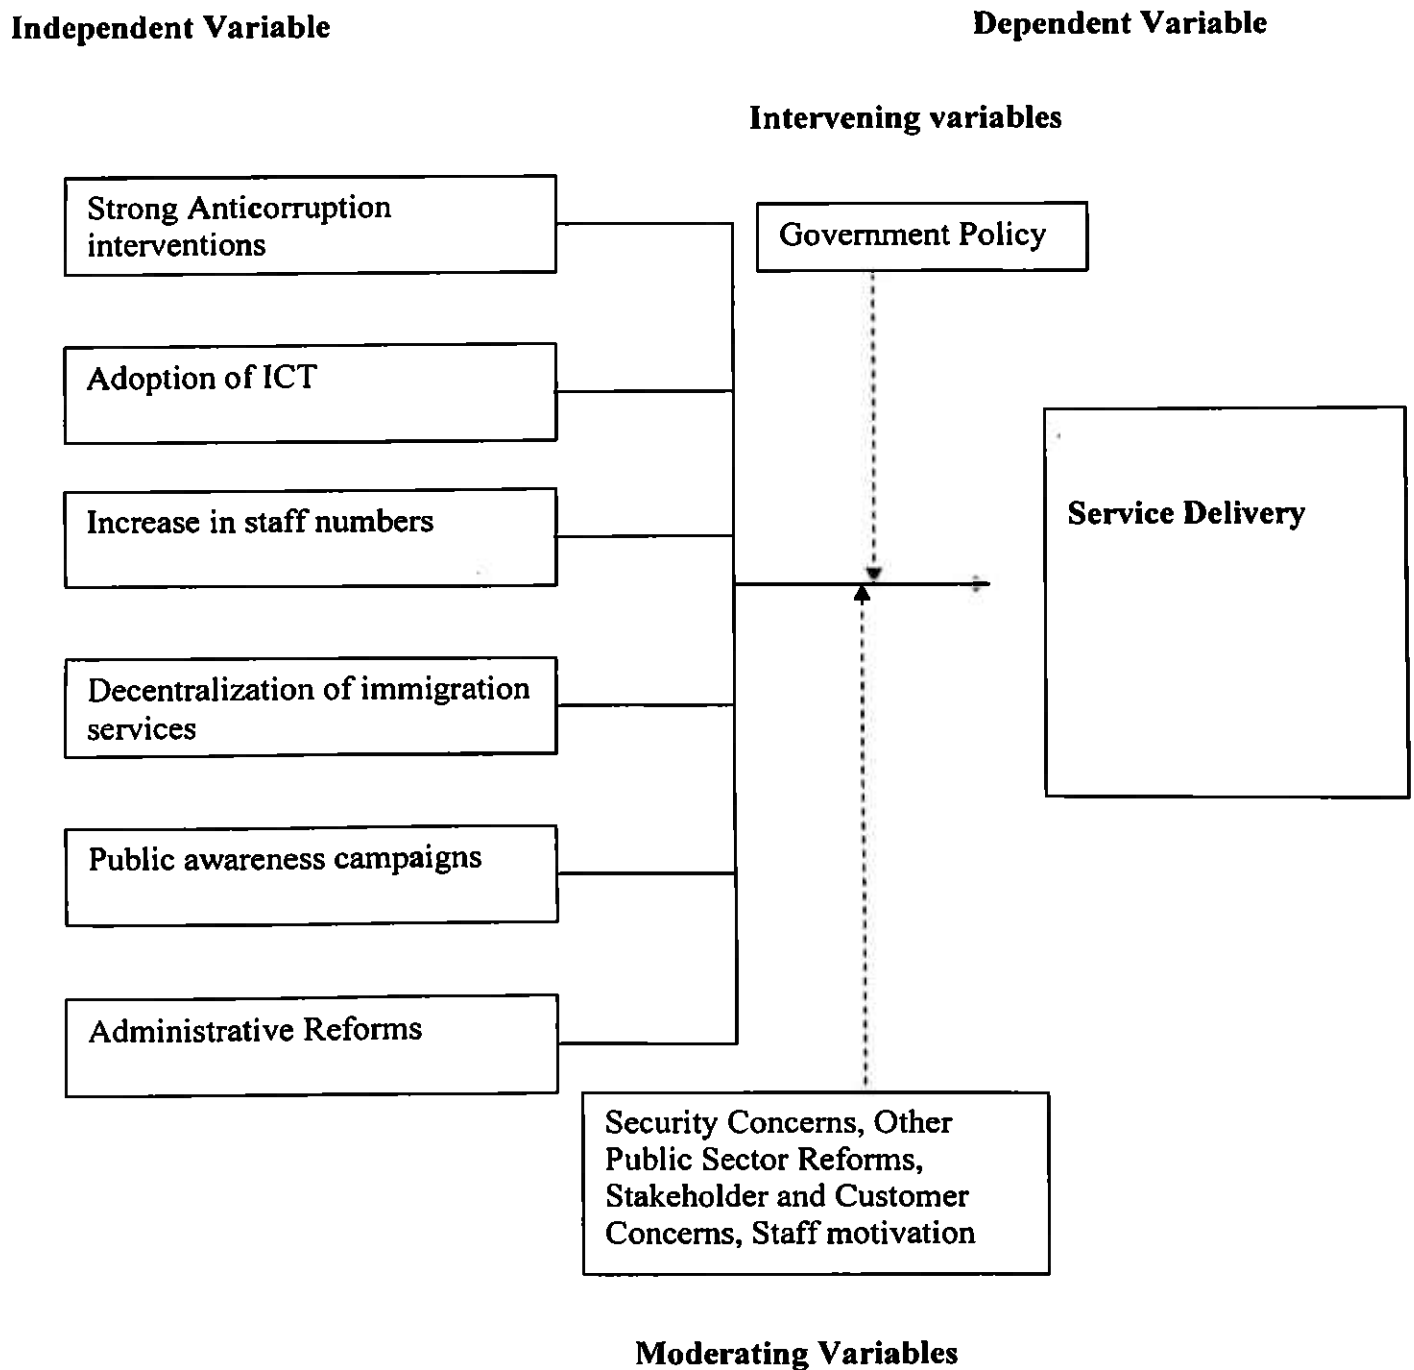 Independent Variable
Dependent Variable
Intervening variables
Strong Anticorruption
interventions
Government Policy
Adoption of ICT
Increase in staff numbers
Service Delivery
Decentralization of immigration
services
Public awareness campaigns
Administrative Reforms
Security Concerns, Other
Public Sector Reforms,
Stakeholder and Customer
Concerns, Staff motivation
Moderating Variables